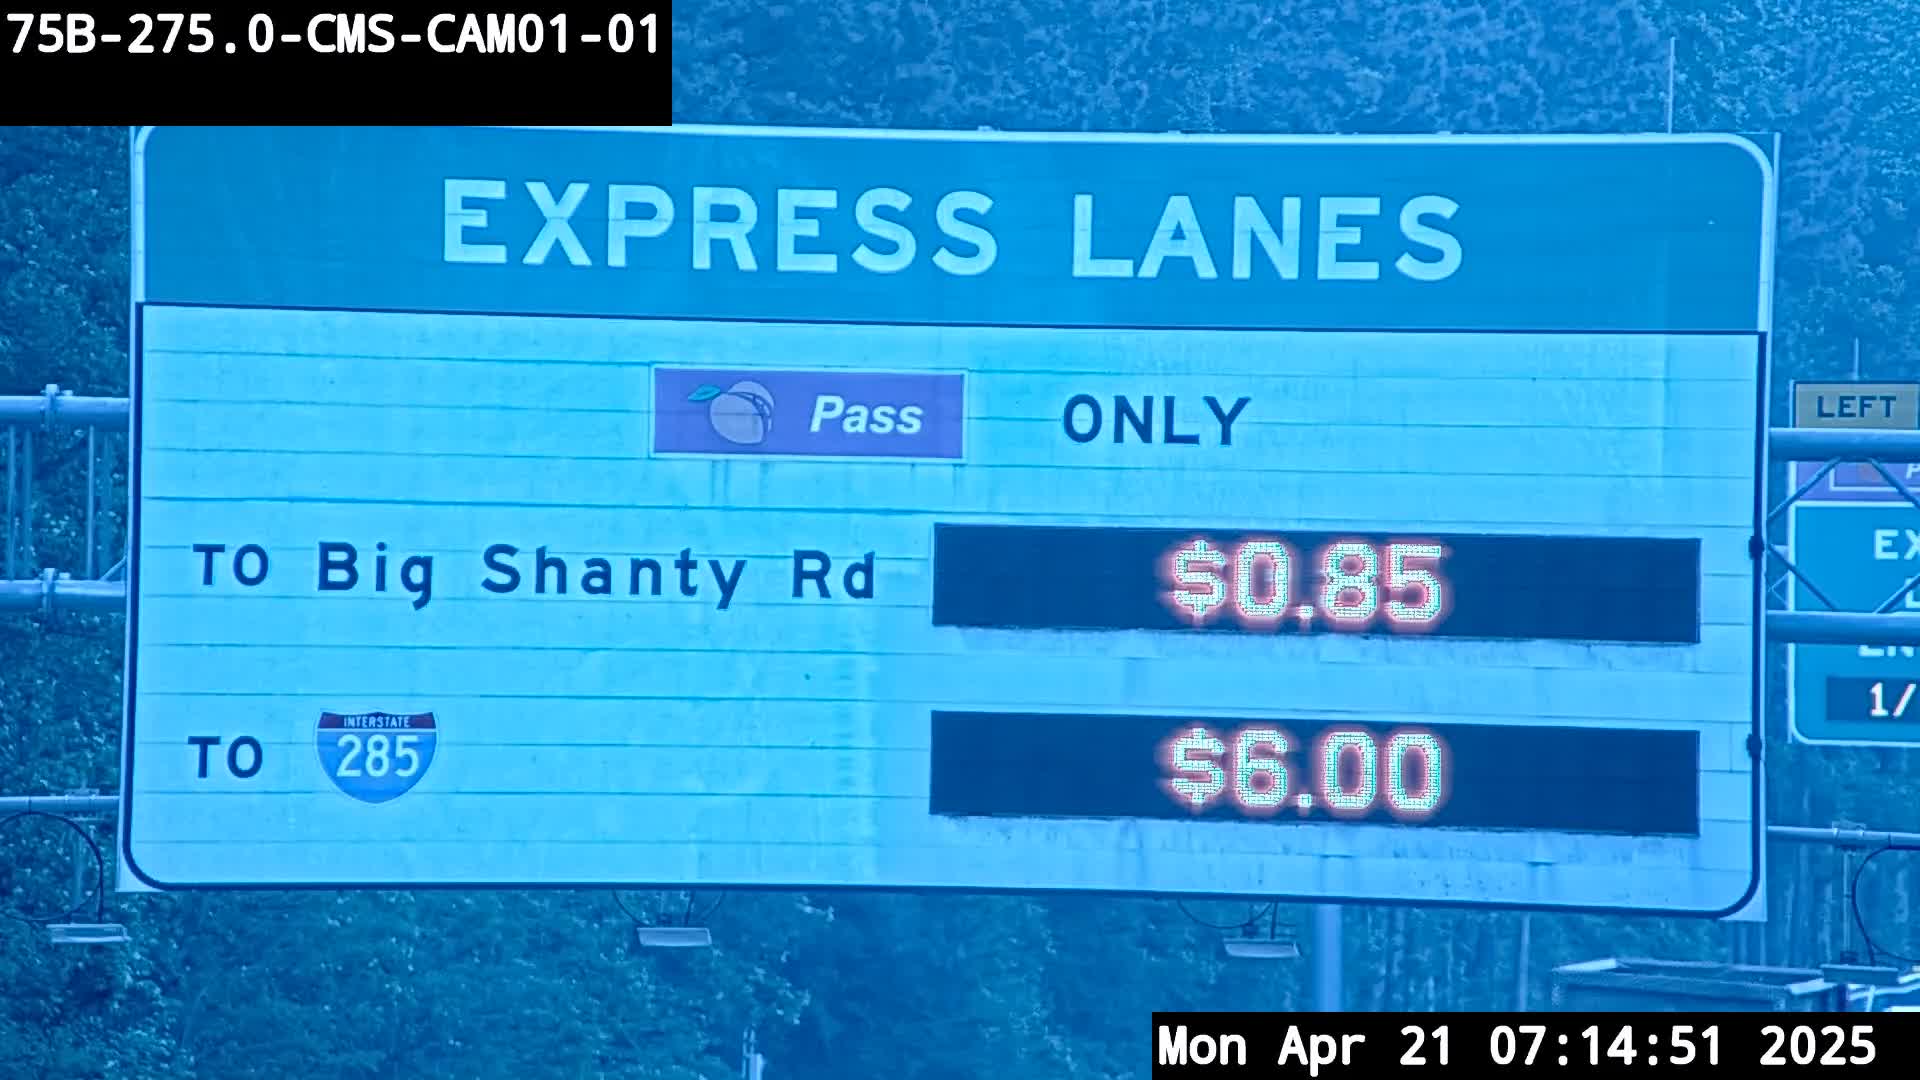 75B-275.0-CMS-CAM01-01
EXPRESS LANES
Pass ONLY
LEFT
TO Big Shanty Rd $0.85
TO INTERSTATE 285 $6.00
1/
Mon Apr 21 07:14:51 2025